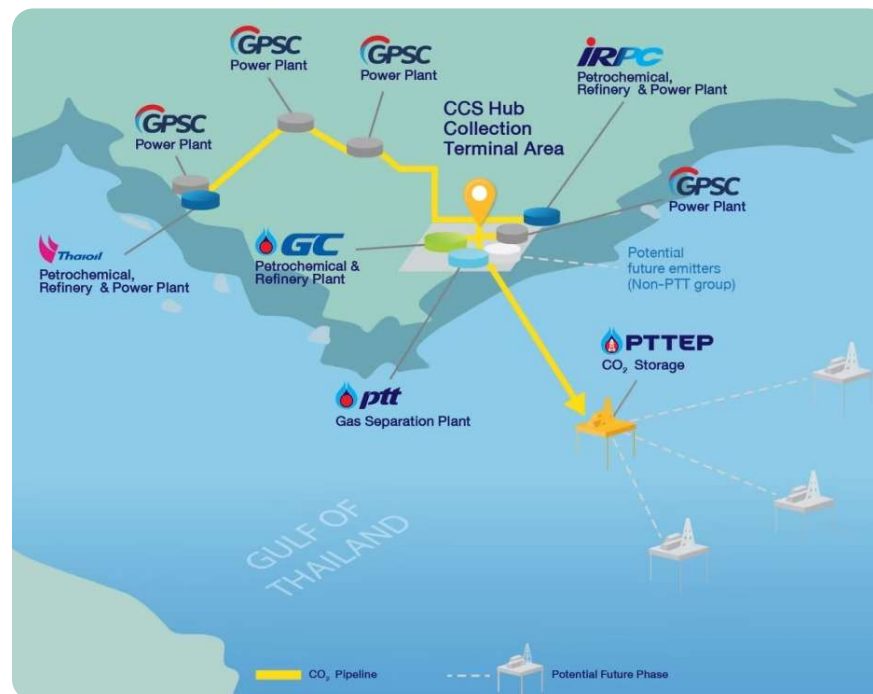 GPSC
Power Plant
GPSC
Power Plant
GPSC
Power Plant
IRPC
Petrochemical,
Refinery & Power Plant
CCS Hub
Collection
Terminal Area
GPSC
Power Plant
Thaioil
Petrochemical,
Refinery & Power Plant
GC
Petrochemical &
Refinery Plant
Potential
future emitters
(Non-PTT group)
PTTEP
CO₂ Storage
ptt
Gas Separation Plant
GULF OF
THAILAND
CO₂ Pipeline
Potential Future Phase